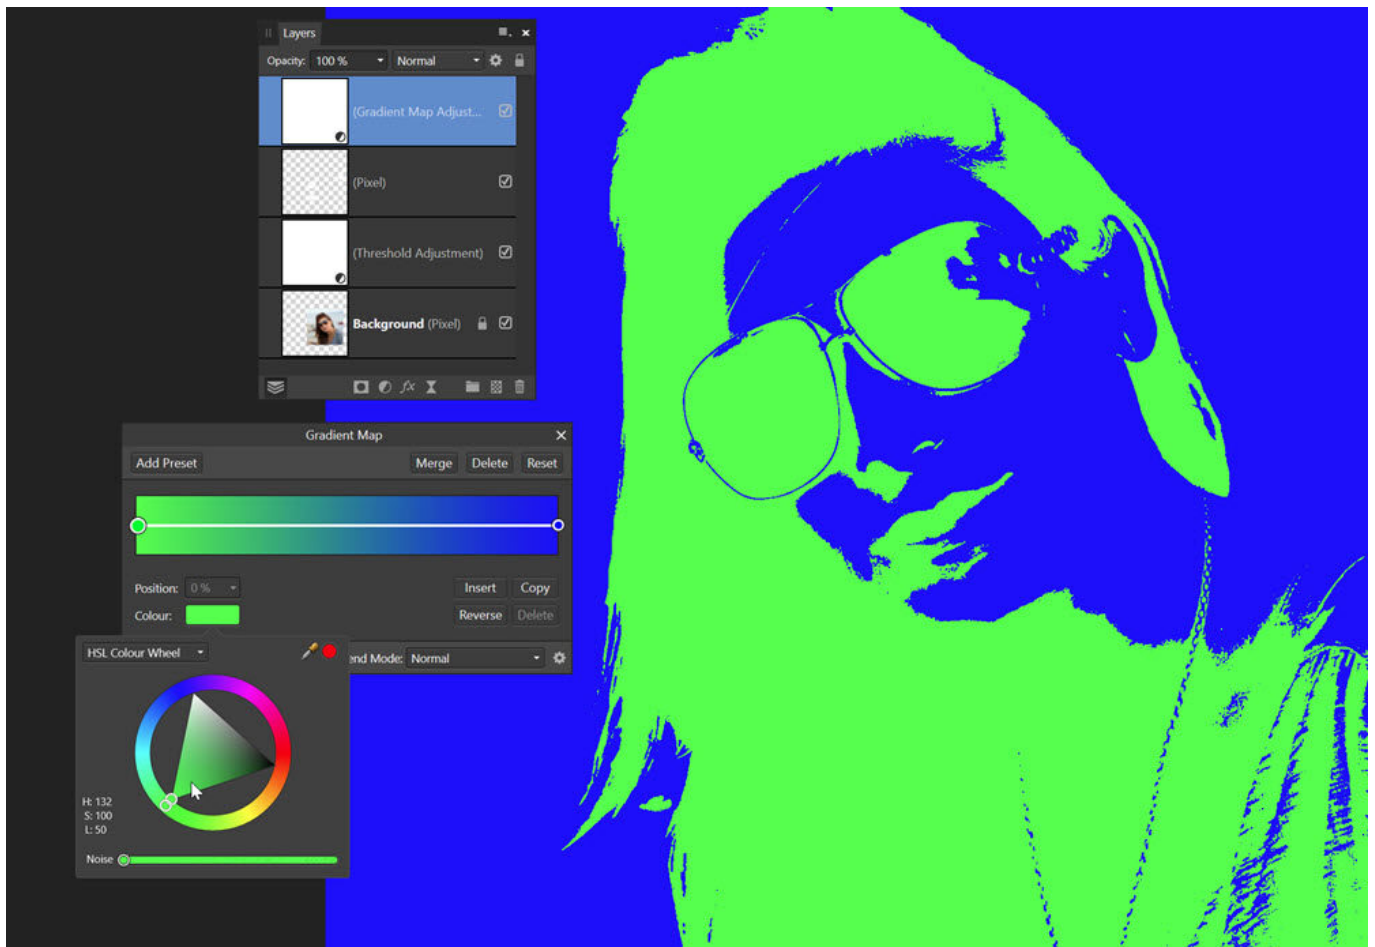 Layers
Opacity: 100 % Normal
(Gradient Map Adjust...
(Pixel)
(Threshold Adjustment)
Background (Pixel)
fx
Gradient Map
Add Preset Merge Delete Reset
Position: 0 % Insert Copy
Colour: Reverse Delete
HSL Colour Wheel
end Mode: Normal
H: 132
S: 100
L: 50
Noise